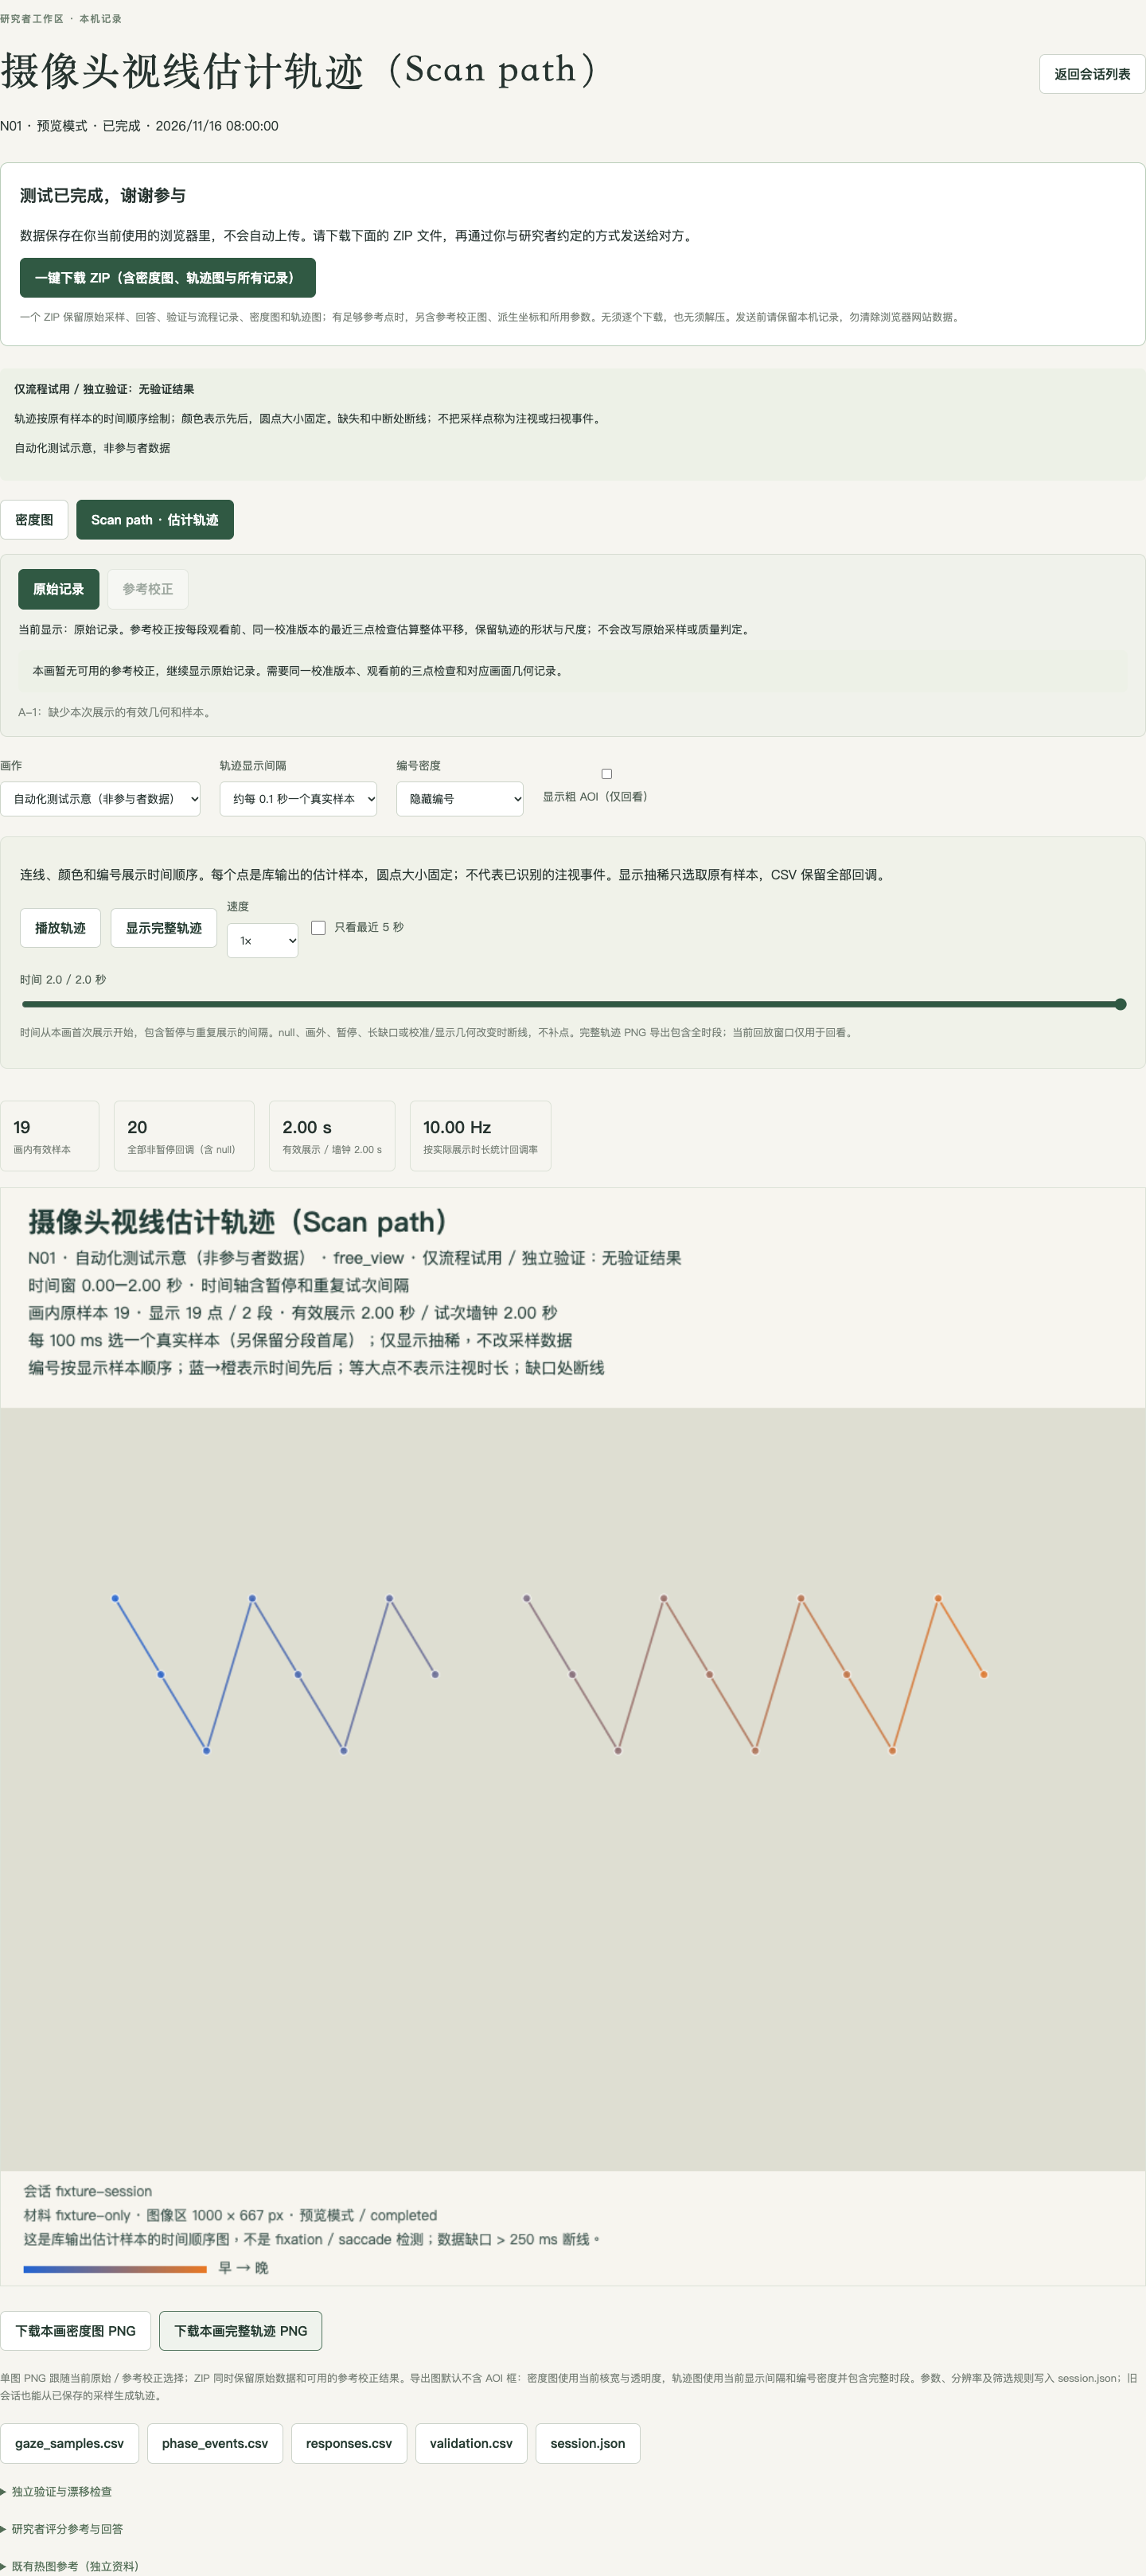 研究者工作区 · 本机记录
摄像头视线估计轨迹（Scan path）
返回会话列表
N01 · 预览模式 · 已完成 · 2026/11/16 08:00:00
测试已完成，谢谢参与
数据保存在你当前使用的浏览器里，不会自动上传。请下载下面的 ZIP 文件，再通过你与研究者约定的方式发送给对方。
一键下载 ZIP（含密度图、轨迹图与所有记录）
一个 ZIP 保留原始采样、回答、验证与流程记录、密度图和轨迹图；有足够参考点时，另含参考校正图、派生坐标和所用参数。无须逐个下载，也无须解压。发送前请保留本机记录，勿清除浏览器网站数据。
仅流程试用 / 独立验证：无验证结果
轨迹按原有样本的时间顺序绘制；颜色表示先后，圆点大小固定。缺失和中断处断线；不把采样点称为注视或扫视事件。
自动化测试示意，非参与者数据
密度图
Scan path · 估计轨迹
原始记录
参考校正
当前显示：原始记录。参考校正按每段观看前、同一校准版本的最近三点检查估算整体平移，保留轨迹的形状与尺度；不会改写原始采样或质量判定。
本画暂无可用的参考校正，继续显示原始记录。需要同一校准版本、观看前的三点检查和对应画面几何记录。
A-1：缺少本次展示的有效几何和样本。
画作
轨迹显示间隔
编号密度
自动化测试示意（非参与者数据）
约每 0.1 秒一个真实样本
隐藏编号
显示粗 AOI（仅回看）
连线、颜色和编号展示时间顺序。每个点是库输出的估计样本，圆点大小固定；不代表已识别的注视事件。显示抽稀只选取原有样本，CSV 保留全部回调。
播放轨迹
显示完整轨迹
速度
1×
只看最近 5 秒
时间 2.0 / 2.0 秒
时间从本画首次展示开始，包含暂停与重复展示的间隔。null、画外、暂停、长缺口或校准/显示几何改变时断线，不补点。完整轨迹 PNG 导出包含全时段；当前回放窗口仅用于回看。
19
画内有效样本
20
全部非暂停回调（含 null）
2.00 s
有效展示 / 墙钟 2.00 s
10.00 Hz
按实际展示时长统计回调率
摄像头视线估计轨迹（Scan path）
N01 · 自动化测试示意（非参与者数据） · free_view · 仅流程试用 / 独立验证：无验证结果
时间窗 0.00—2.00 秒 · 时间轴含暂停和重复试次间隔
画内原样本 19 · 显示 19 点 / 2 段 · 有效展示 2.00 秒 / 试次墙钟 2.00 秒
每 100 ms 选一个真实样本（另保留分段首尾）；仅显示抽稀，不改采样数据
编号按显示样本顺序；蓝→橙表示时间先后；等大点不表示注视时长；缺口处断线
会话 fixture-session
材料 fixture-only · 图像区 1000 × 667 px · 预览模式 / completed
这是库输出估计样本的时间顺序图，不是 fixation / saccade 检测；数据缺口 > 250 ms 断线。
早 → 晚
下载本画密度图 PNG
下载本画完整轨迹 PNG
单图 PNG 跟随当前原始 / 参考校正选择；ZIP 同时保留原始数据和可用的参考校正结果。导出图默认不含 AOI 框：密度图使用当前核宽与透明度，轨迹图使用当前显示间隔和编号密度并包含完整时段。参数、分辨率及筛选规则写入 session.json；旧
会话也能从已保存的采样生成轨迹。
gaze_samples.csv
phase_events.csv
responses.csv
validation.csv
session.json
独立验证与漂移检查
研究者评分参考与回答
既有热图参考（独立资料）